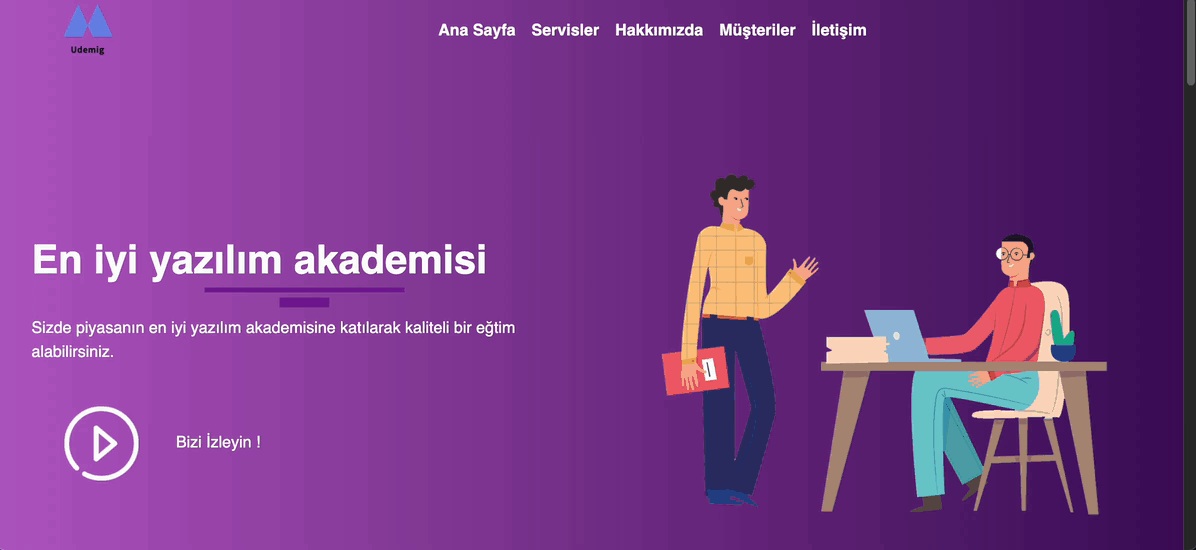 Udemig
Ana Sayfa Servisler Hakkımızda Müşteriler İletişim
En iyi yazılım akademisi
Sizde piyasanın en iyi yazılım akademisine katılarak kaliteli bir eğtim
alabilirsiniz.
Bizi İzleyin !